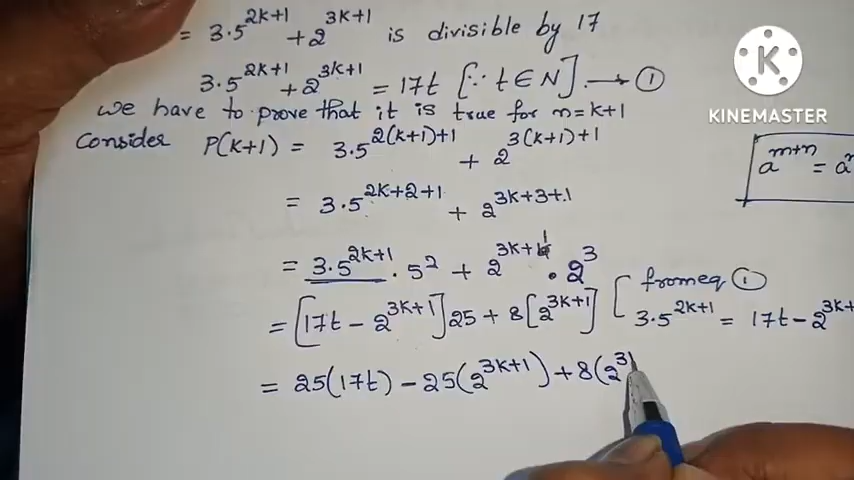 = 3·5^{2k+1} + 2^{3k+1} is divisible by 17
3·5^{2k+1} + 2^{3k+1} = 17t [∵ t ∈ N]. → ①
we have to prove that it is true for n=k+1
Consider P(k+1) = 3·5^{2(k+1)+1} + 2^{3(k+1)+1}
a^{m+n} = a
= 3·5^{2k+2+1} + 2^{3k+3+1}
= 3·5^{2k+1} · 5^2 + 2^{3k+1} · 2^3
= [17t − 2^{3k+1}] 25 + 8[2^{3k+1}]
[from eq ①
3·5^{2k+1} = 17t − 2^{3k+
= 25(17t) − 25(2^{3k+1}) + 8(2^3
KINEMASTER